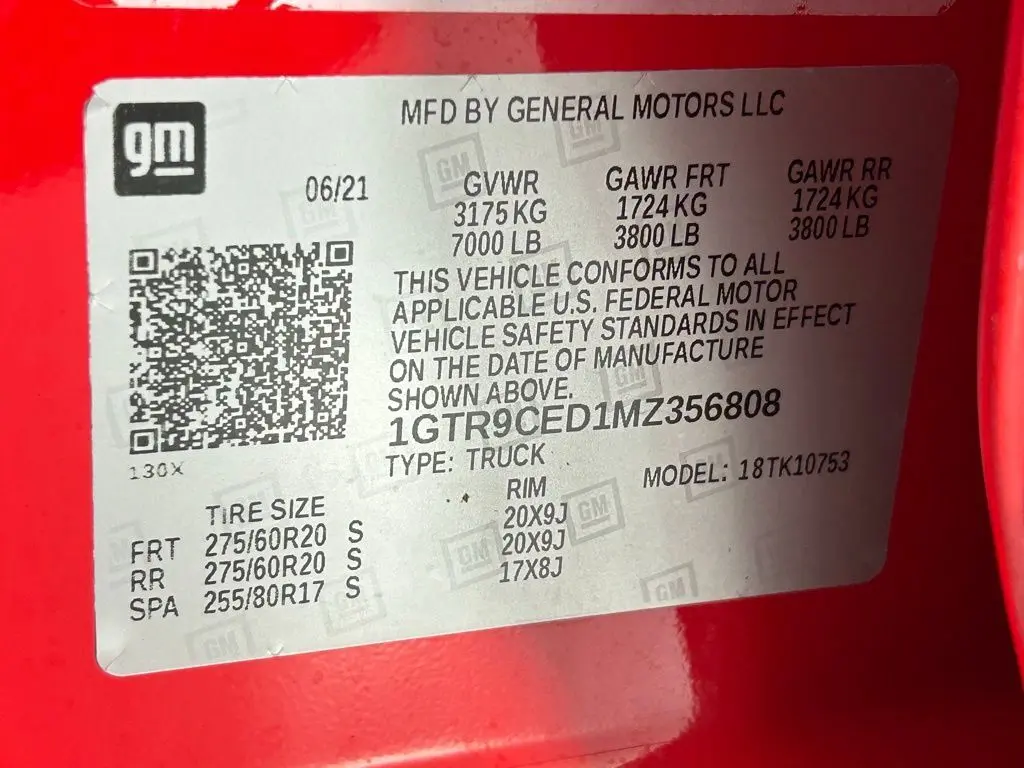 gm
MFD BY GENERAL MOTORS LLC
06/21
GVWR GAWR FRT GAWR RR
3175 KG 1724 KG 1724 KG
7000 LB 3800 LB 3800 LB
THIS VEHICLE CONFORMS TO ALL
APPLICABLE U.S. FEDERAL MOTOR
VEHICLE SAFETY STANDARDS IN EFFECT
ON THE DATE OF MANUFACTURE
SHOWN ABOVE.
1GTR9CED1MZ356808
130X
TYPE: TRUCK MODEL: 18TK10753
TIRE SIZE RIM
FRT 275/60R20 S 20X9J
RR 275/60R20 S 20X9J
SPA 255/80R17 S 17X8J